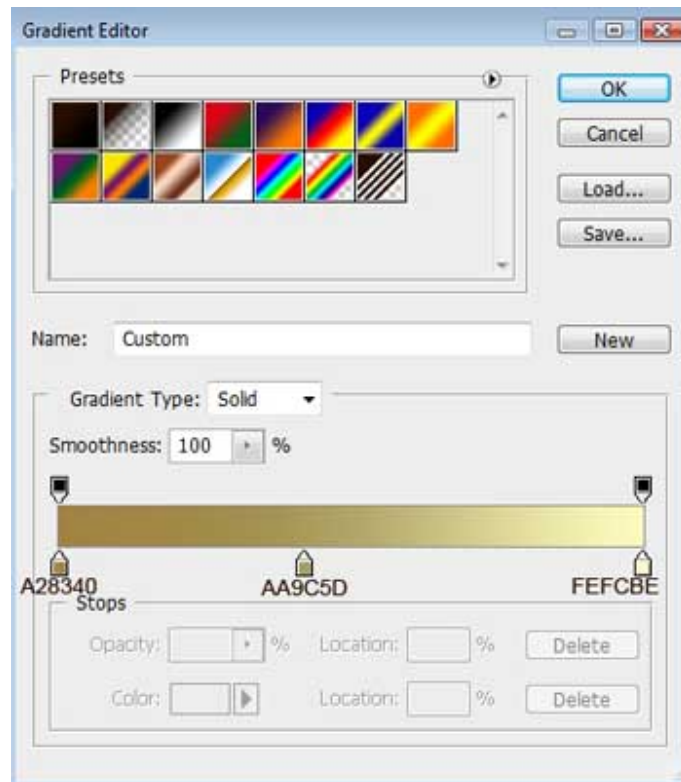 Gradient Editor
Presets
OK
Cancel
Load...
Save...
Name: Custom
New
Gradient Type: Solid
Smoothness: 100 %
A28340 AA9C5D FEFCBE
Stops
Opacity: % Location: % Delete
Color: Location: % Delete